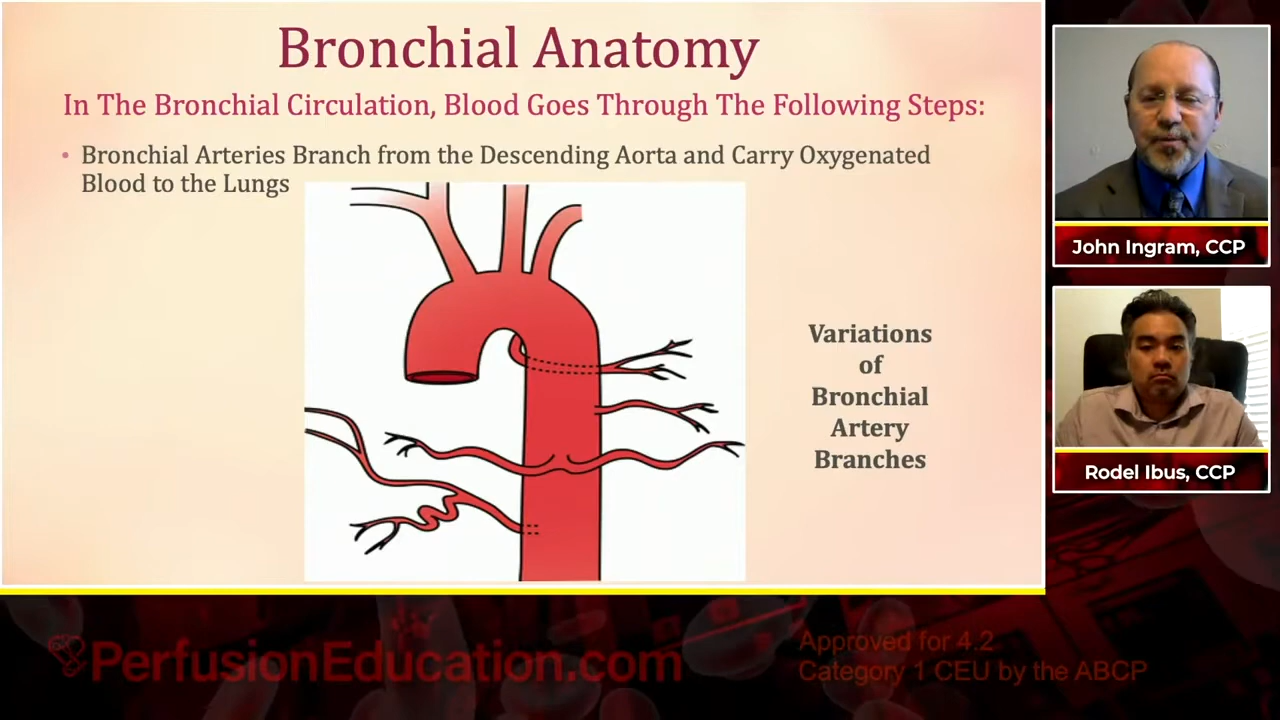 Bronchial Anatomy
In The Bronchial Circulation, Blood Goes Through The Following Steps:
• Bronchial Arteries Branch from the Descending Aorta and Carry Oxygenated
Blood to the Lungs
Variations
of
Bronchial
Artery
Branches
John Ingram, CCP
Rodel Ibus, CCP
PerfusionEducation.com
Approved for 4.2
Category 1 CEU by the ABCP